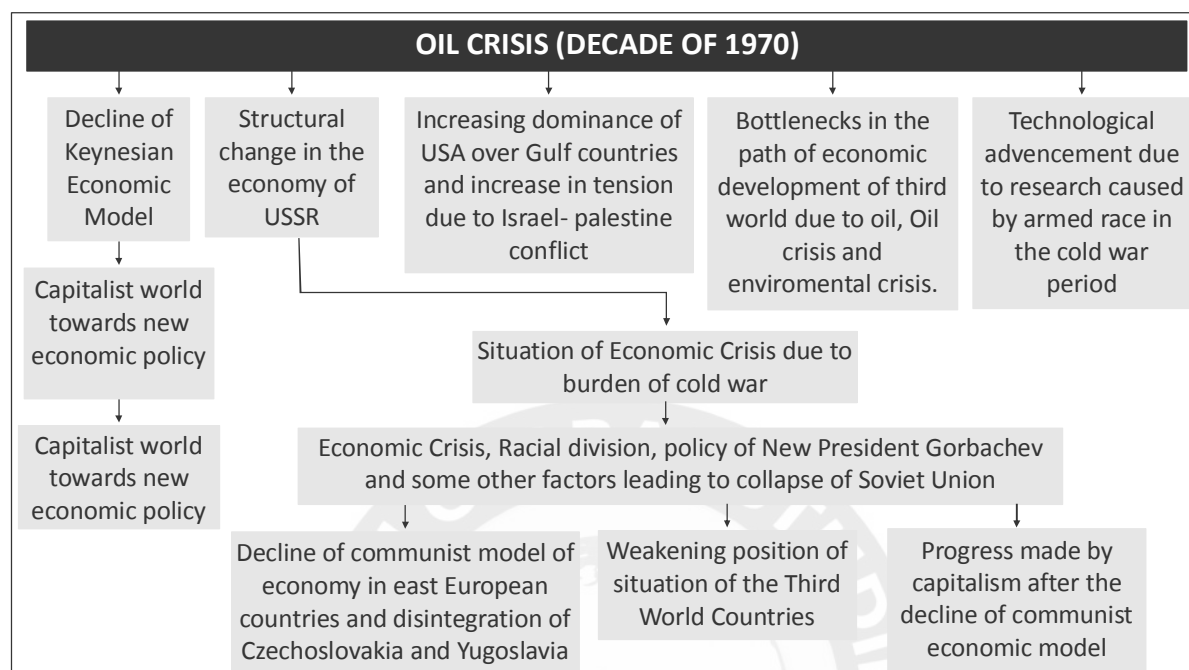 OIL CRISIS (DECADE OF 1970)
Decline of
Keynesian
Economic
Model
Structural
change in the
economy of
USSR
Increasing dominance of
USA over Gulf countries
and increase in tension
due to Israel- palestine
conflict
Bottlenecks in the
path of economic
development of third
world due to oil, Oil
crisis and
enviromental crisis.
Technological
advencement due
to research caused
by armed race in
the cold war
period
Capitalist world
towards new
economic policy
Situation of Economic Crisis due to
burden of cold war
Capitalist world
towards new
economic policy
Economic Crisis, Racial division, policy of New President Gorbachev
and some other factors leading to collapse of Soviet Union
Decline of communist model of
economy in east European
countries and disintegration of
Czechoslovakia and Yugoslavia
Weakening position of
situation of the Third
World Countries
Progress made by
capitalism after the
decline of communist
economic model